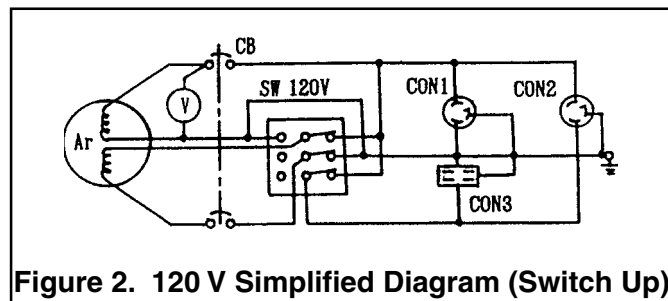 CB
SW 120V
CON1
CON2
V
Ar
CON3
Figure 2. 120 V Simplified Diagram (Switch Up)